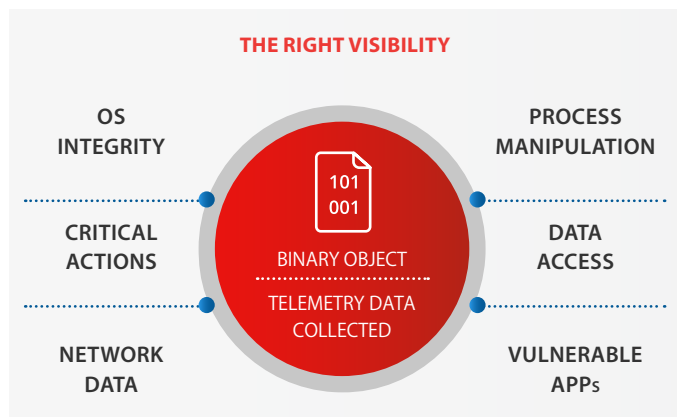 THE RIGHT VISIBILITY
OS
INTEGRITY
CRITICAL
ACTIONS
NETWORK
DATA
101
001
BINARY OBJECT
TELEMETRY DATA
COLLECTED
PROCESS
MANIPULATION
DATA
ACCESS
VULNERABLE
APPs